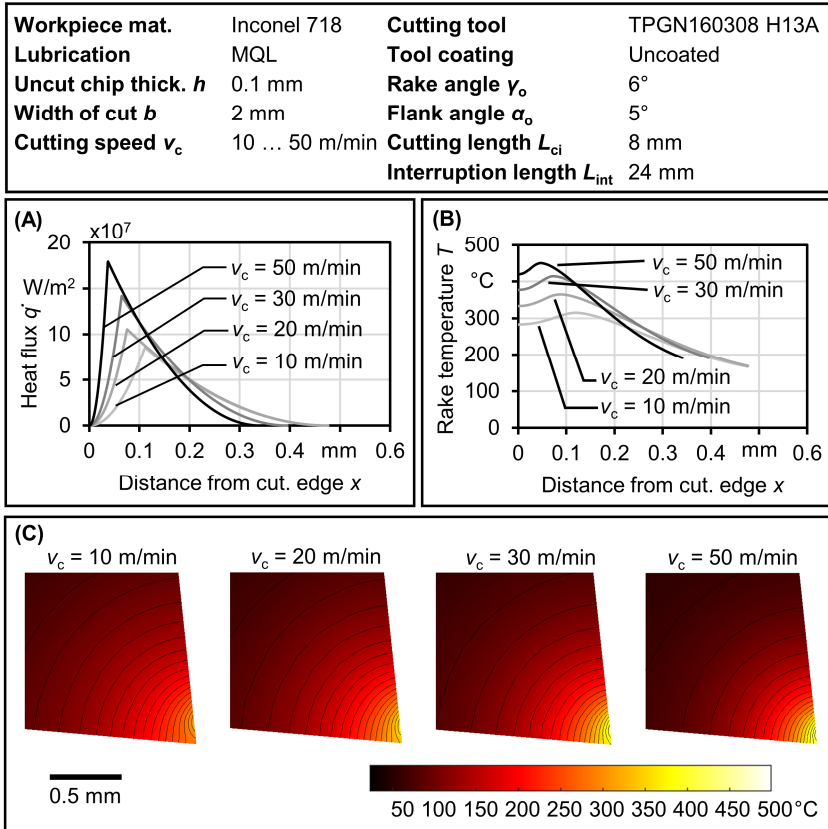 Workpiece mat. Inconel 718 Cutting tool TPGN160308 H13A
Lubrication MQL Tool coating Uncoated
Uncut chip thick. h 0.1 mm Rake angle γo 6°
Width of cut b 2 mm Flank angle αo 5°
Cutting speed vc 10 … 50 m/min Cutting length Lci 8 mm
Interruption length Lint 24 mm
(A)
x10⁷
20
W/m²
10
5
0
Heat flux q̇
vc = 50 m/min
vc = 30 m/min
vc = 20 m/min
vc = 10 m/min
0 0.1 0.2 0.3 0.4 mm 0.6
Distance from cut. edge x
(B)
500
°C
300
200
100
0
Rake temperature T
vc = 50 m/min
vc = 30 m/min
vc = 20 m/min
vc = 10 m/min
0 0.1 0.2 0.3 0.4 mm 0.6
Distance from cut. edge x
(C)
vc = 10 m/min vc = 20 m/min vc = 30 m/min vc = 50 m/min
0.5 mm
50 100 150 200 250 300 350 400 450 500 °C